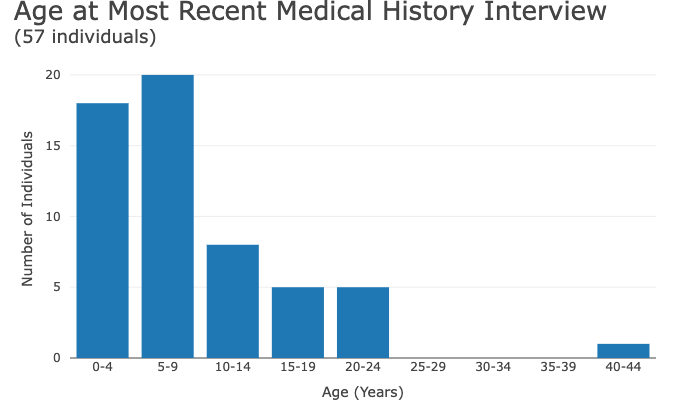 Age at Most Recent Medical History Interview
(57 individuals)
20
15
10
5
0
Number of Individuals
0-4 5-9 10-14 15-19 20-24 25-29 30-34 35-39 40-44
Age (Years)